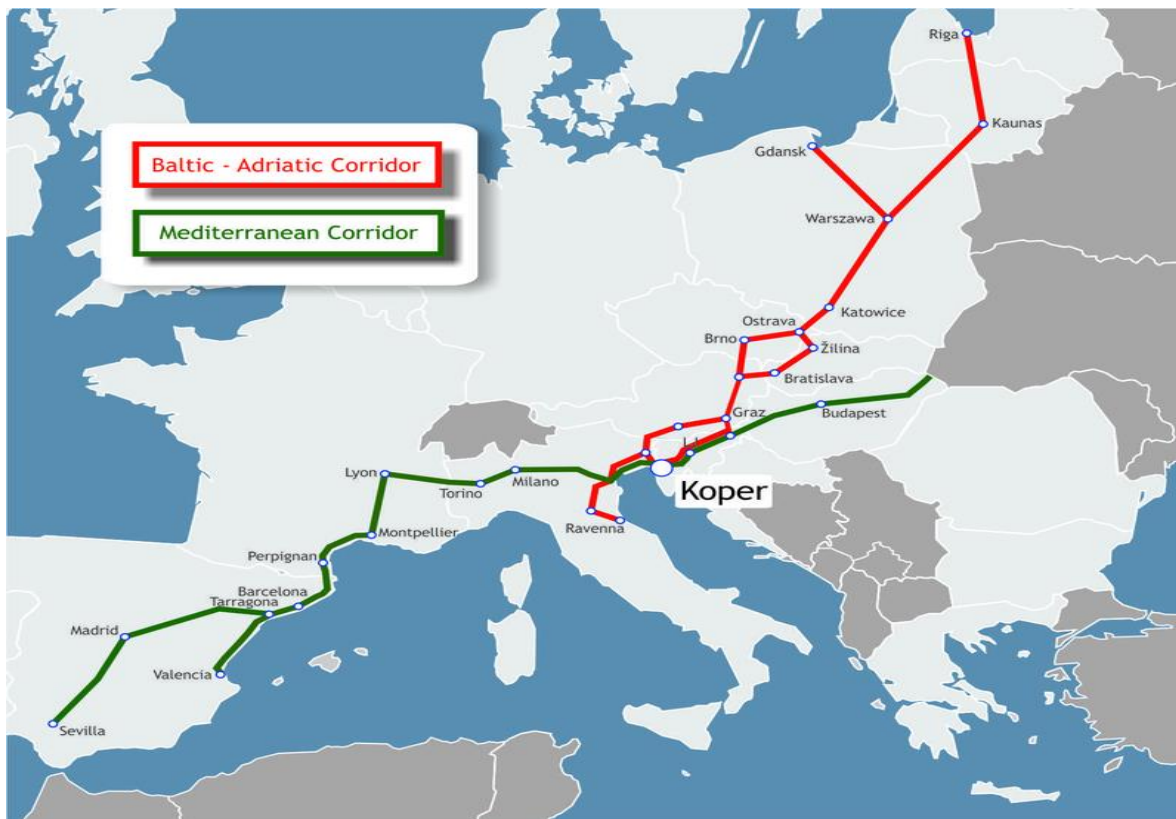 Riga
Kaunas
Gdansk
Baltic - Adriatic Corridor
Warszawa
Mediterranean Corridor
Katowice
Ostrava
Brno
Žilina
Bratislava
Graz
Budapest
Koper
Lyon
Milano
Torino
Ravenna
Montpellier
Perpignan
Barcelona
Tarragona
Madrid
Valencia
Sevilla